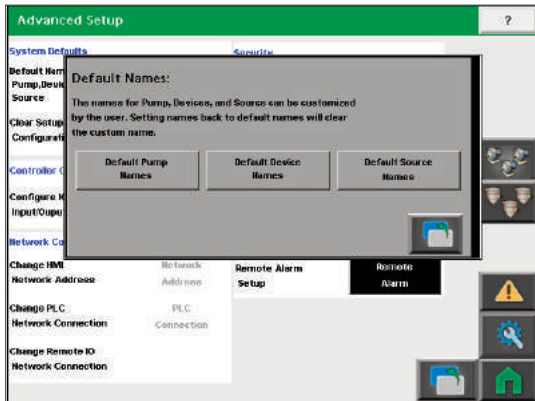 Advanced Setup
?
System Defaults
Security
Default Nam
Pump,Devic
Source
Clear Setup
Configurati
Default Names:
The names for Pump, Devices, and Source can be customized
by the user. Setting names back to default names will clear
the custom name.
Default Pump
Names
Default Device
Names
Default Source
Names
Controller C
Configure
Input/Oupu
Network Co
Change HMI
Network Address
Network
Address
Remote Alarm
Setup
Remote
Alarm
Change PLC
Network Connection
PLC
Connection
Change Remote IO
Network Connection